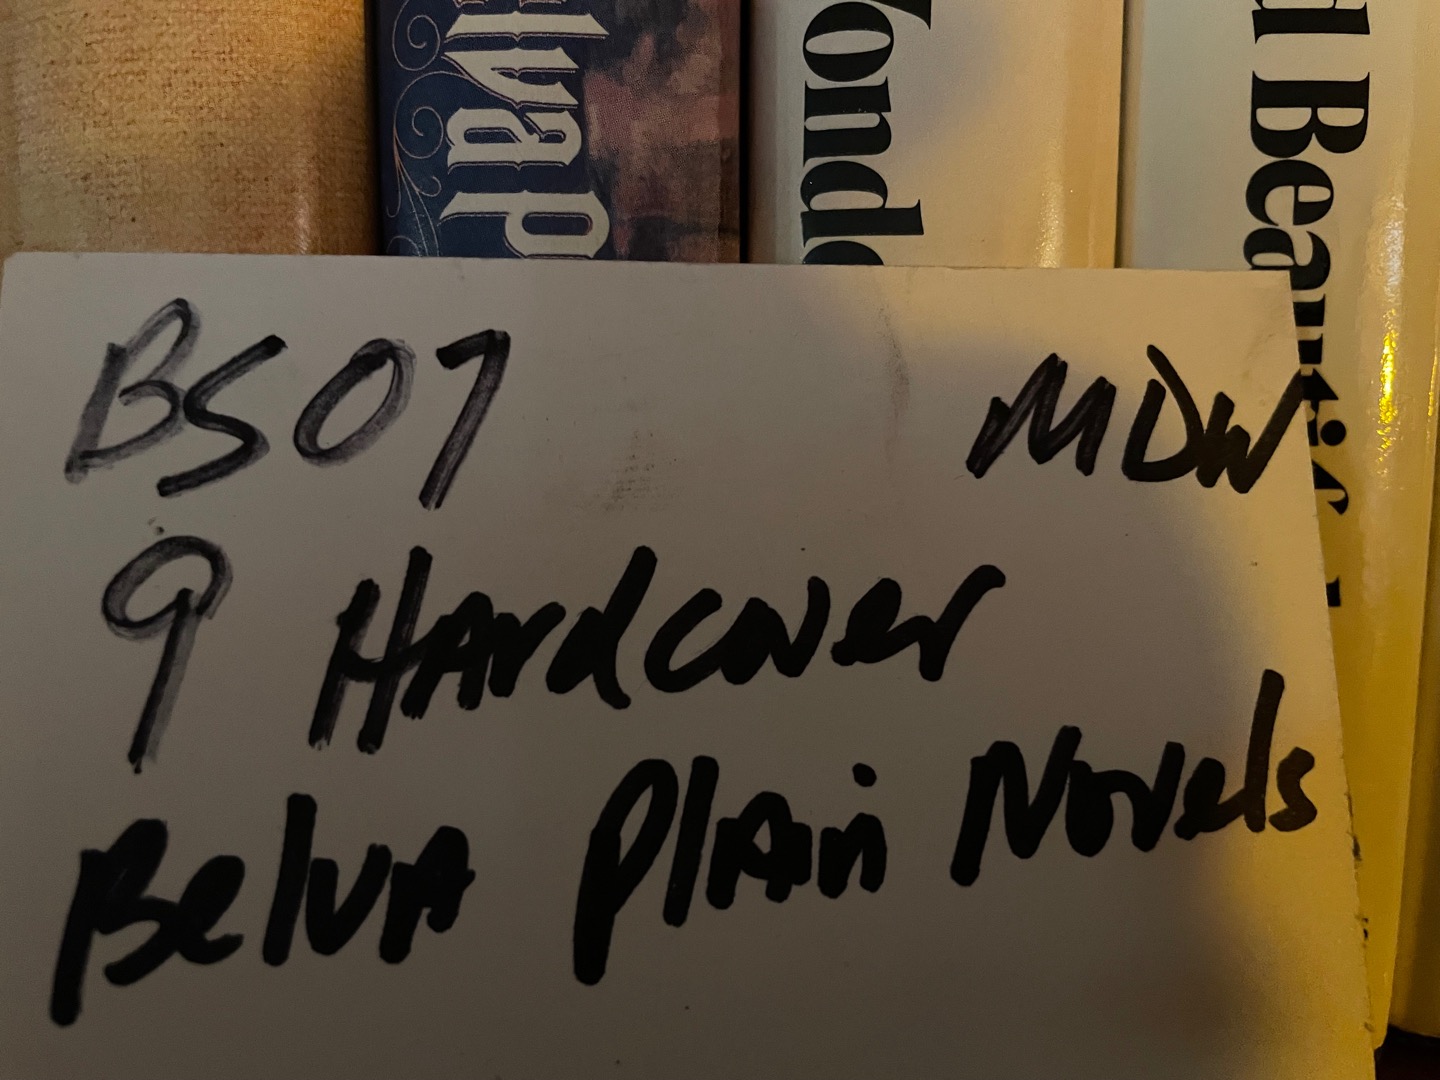 BS07 MDW
9 Hardcover
Belva Plain Novels